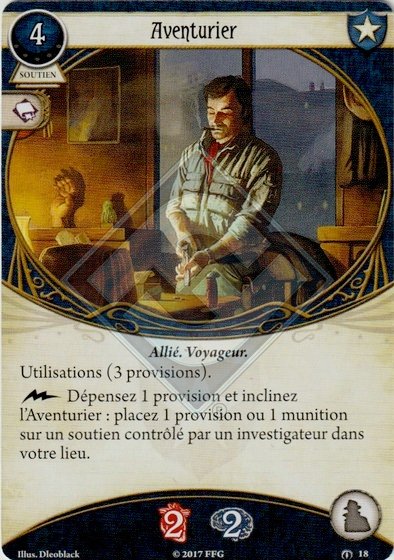 4
Aventurier
SOUTIEN
Allié. Voyageur.
Utilisations (3 provisions).
Dépensez 1 provision et inclinez
l'Aventurier : placez 1 provision ou 1 munition
sur un soutien contrôlé par un investigateur dans
votre lieu.
2 2
Illus. Dleoblack © 2017 FFG 18